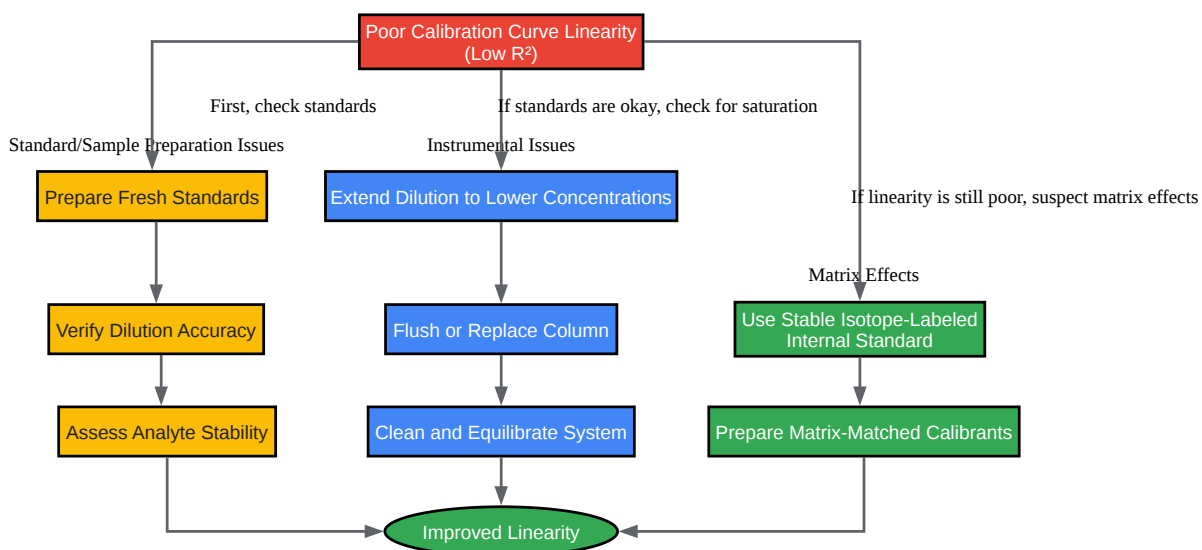 Poor Calibration Curve Linearity
(Low R²)
First, check standards
If standards are okay, check for saturation
Standard/Sample Preparation Issues
Instrumental Issues
Prepare Fresh Standards
Extend Dilution to Lower Concentrations
If linearity is still poor, suspect matrix effects
Matrix Effects
Verify Dilution Accuracy
Flush or Replace Column
Use Stable Isotope-Labeled
Internal Standard
Assess Analyte Stability
Clean and Equilibrate System
Prepare Matrix-Matched Calibrants
Improved Linearity